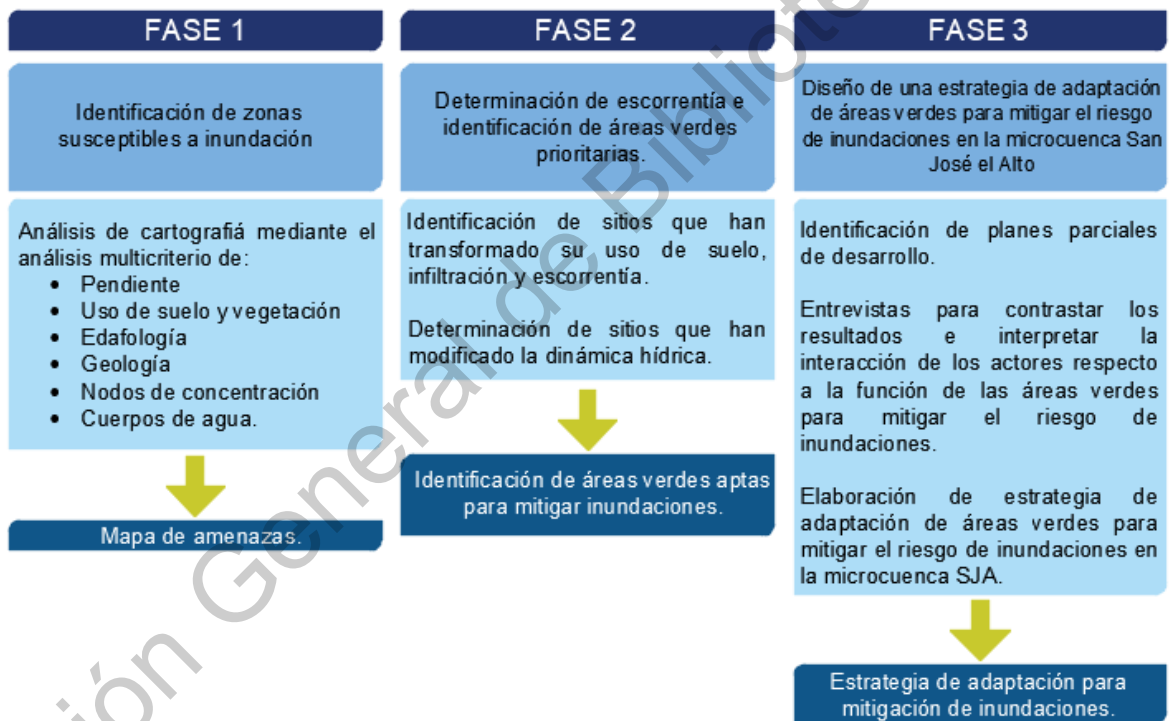 FASE 1
Identificación de zonas
susceptibles a inundación
Análisis de cartografiá mediante el
análisis multicriterio de:
• Pendiente
• Uso de suelo y vegetación
• Edafología
• Geología
• Nodos de concentración
• Cuerpos de agua.
Mapa de amenazas.
FASE 2
Determinación de escorrentía e
identificación de áreas verdes
prioritarias.
Identificación de sitios que han
transformado su uso de suelo,
infiltración y escorrentía.
Determinación de sitios que han
modificado la dinámica hídrica.
Identificación de áreas verdes aptas
para mitigar inundaciones.
FASE 3
Diseño de una estrategia de adaptación
de áreas verdes para mitigar el riesgo
de inundaciones en la microcuenca San
José el Alto
Identificación de planes parciales
de desarrollo.
Entrevistas para contrastar los
resultados e interpretar la
interacción de los actores respecto
a la función de las áreas verdes
para mitigar el riesgo de
inundaciones.
Elaboración de estrategia de
adaptación de áreas verdes para
mitigar el riesgo de inundaciones en
la microcuenca SJA.
Estrategia de adaptación para
mitigación de inundaciones.
General de